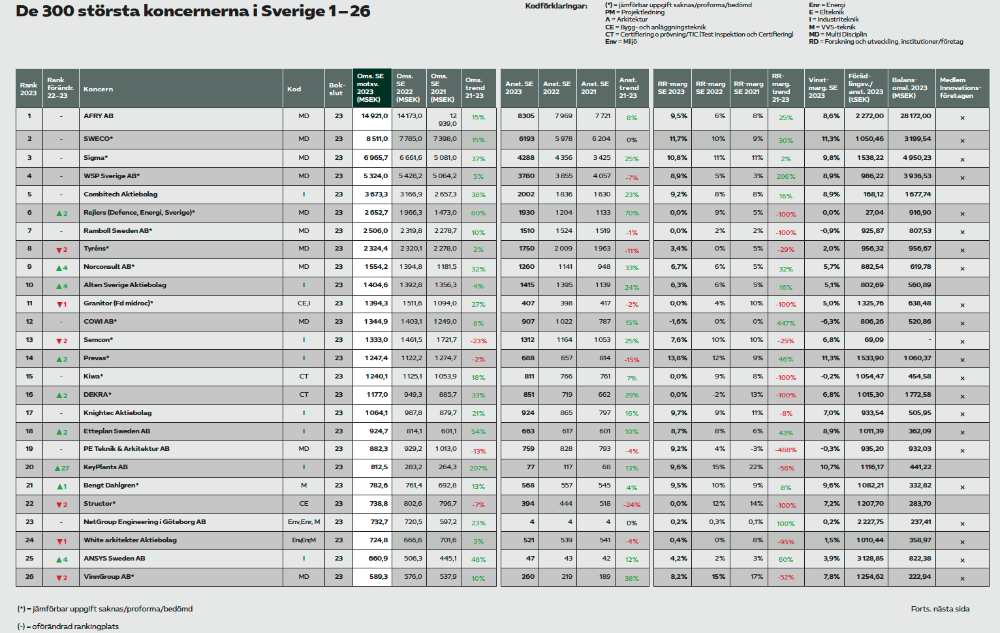 De 300 största koncernerna i Sverige 1–26
Kodförklaringar:
(*) = jämförbar uppgift saknas/proforma/bedömd
PM = Projektledning
A = Arkitektur
CE = Bygg- och anläggningsteknik
CT = Certifiering o prövning/TIC (Test Inspektion och Certifiering)
Env = Miljö
Enr = Energi
E = Elteknik
I = Industriteknik
M = VVS-teknik
MD = Multi Disciplin
RD = Forskning och utveckling, institutioner/företag
Rank 2023 Rank förändr. 22–23 Koncern Kod Bok-slut Oms. SE motsv. 2023 (MSEK) Oms. SE 2022 (MSEK) Oms. SE 2021 (MSEK) Oms. trend 21-23 Anst. SE 2023 Anst. SE 2022 Anst. SE 2021 Anst. trend 21-23 RR-marg SE 2023 RR-marg SE 2022 RR-marg SE 2021 RR-marg. trend 21-23 Vinst-marg. SE 2023 Föräd-lingsv./ anst. 2023 (tSEK) Balans-omsl. 2023 (MSEK) Medlem Innovations-företagen
1 - AFRY AB MD 23 14 921,0 14 173,0 12 939,0 15% 8305 7 969 7 721 8% 9,5% 6% 8% 25% 8,6% 2 272,00 28 172,00 ×
2 - SWECO* MD 23 8 511,0 7 785,0 7 398,0 15% 6193 5 978 6 204 0% 11,7% 10% 9% 30% 11,3% 1 050,46 3 199,54 ×
3 - Sigma* MD 23 6 965,7 6 661,6 5 081,0 37% 4288 4 356 3 425 25% 10,8% 11% 11% 2% 9,8% 1 538,22 4 950,23 ×
4 - WSP Sverige AB* MD 23 5 324,0 5 428,2 5 064,2 5% 3780 3 855 4 057 -7% 8,9% 5% 3% 206% 8,9% 986,22 3 936,53 ×
5 - Combitech Aktiebolag I 23 3 673,3 3 166,9 2 657,3 38% 2002 1 836 1 630 23% 9,2% 8% 8% 16% 8,9% 168,12 1 677,74
6 ▲2 Rejlers (Defence, Energi, Sverige)* MD 23 2 652,7 1 966,3 1 473,0 80% 1930 1 204 1 133 70% 0,0% 9% 5% -100% 0,0% 27,04 916,90 ×
7 - Ramboll Sweden AB* MD 23 2 506,0 2 319,8 2 278,7 10% 1510 1 524 1 519 -1% 0,0% 2% 2% -100% -0,9% 925,87 807,53 ×
8 ▼2 Tyréns* MD 23 2 324,4 2 320,1 2 278,0 2% 1750 2 009 1 963 -11% 3,4% 0% 5% -29% 2,0% 956,32 956,67 ×
9 ▲4 Norconsult AB* MD 23 1 554,2 1 394,8 1 181,5 32% 1260 1 141 948 33% 6,7% 6% 5% 32% 5,7% 882,54 619,78 ×
10 ▲4 Alten Sverige Aktiebolag I 23 1 404,6 1 392,8 1 356,3 4% 1415 1 395 1 139 24% 6,3% 6% 5% 16% 5,1% 802,69 560,89
11 ▼1 Granitor (Fd midroc)* CE,I 23 1 394,3 1 511,6 1 094,0 27% 407 398 417 -2% 0,0% 4% 10% -100% 5,0% 1 325,76 638,48 ×
12 - COWI AB* MD 23 1 344,9 1 403,1 1 249,0 8% 907 1 022 787 15% -1,6% 0% 0% 447% -6,3% 806,26 520,86 ×
13 ▼2 Semcon* I 23 1 333,0 1 461,5 1 721,7 -23% 1312 1 164 1 053 25% 7,6% 10% 10% -25% 6,8% 69,09 - ×
14 ▲2 Prevas* I 23 1 247,4 1 122,2 1 274,7 -2% 688 657 814 -15% 13,8% 12% 9% 46% 11,3% 1 533,90 1 060,37 ×
15 - Kiwa* CT 23 1 240,1 1 125,1 1 053,9 18% 811 766 761 7% 0,0% 9% 8% -100% -0,2% 1 054,47 454,58 ×
16 ▲2 DEKRA* CT 23 1 177,0 949,3 885,7 33% 851 719 662 29% 0,0% -2% 13% -100% 6,8% 1 015,30 1 772,58 ×
17 - Knightec Aktiebolag I 23 1 064,1 987,8 879,7 21% 924 865 797 16% 9,7% 9% 11% -8% 7,0% 933,54 505,95 ×
18 ▲2 Etteplan Sweden AB I 23 924,7 814,1 601,1 54% 663 617 601 10% 8,7% 8% 6% 43% 8,9% 1 011,39 362,09 ×
19 - PE Teknik & Arkitektur AB MD 23 882,3 929,2 1 013,0 -13% 759 828 793 -4% 9,2% 4% -3% -468% -0,3% 935,20 932,03 ×
20 ▲27 KeyPlants AB I 23 812,5 283,2 264,3 207% 77 117 68 13% 9,6% 15% 22% -56% 10,7% 1 116,17 441,22
21 ▲1 Bengt Dahlgren* M 23 782,6 761,4 692,8 13% 568 557 545 4% 9,5% 10% 9% 8% 9,6% 1 082,21 332,82 ×
22 ▼2 Structor* CE 23 738,8 802,6 796,7 -7% 394 444 518 -24% 0,0% 12% 14% -100% 7,2% 1 207,70 283,70
23 - NetGroup Engineering i Göteborg AB Env,Enr, M 23 732,7 720,5 597,2 23% 4 4 4 0% 0,2% 0,3% 0,1% 100% 0,2% 2 227,75 237,41 ×
24 ▼1 White arkitekter Aktiebolag Env,Enr,M 23 724,8 666,6 701,6 3% 521 539 541 -4% 0,4% 0% 8% -95% 1,5% 1 010,44 358,97 ×
25 ▲4 ANSYS Sweden AB I 23 660,9 506,3 445,1 48% 47 43 42 12% 4,2% 2% 3% 60% 3,9% 3 128,85 822,38 ×
26 ▼2 VinnGroup AB* MD 23 589,3 576,0 537,9 10% 260 219 189 38% 8,2% 15% 17% -52% 7,8% 1 254,62 222,94 ×
(*) = jämförbar uppgift saknas/proforma/bedömd
Forts. nästa sida
(-) = oförändrad rankingplats